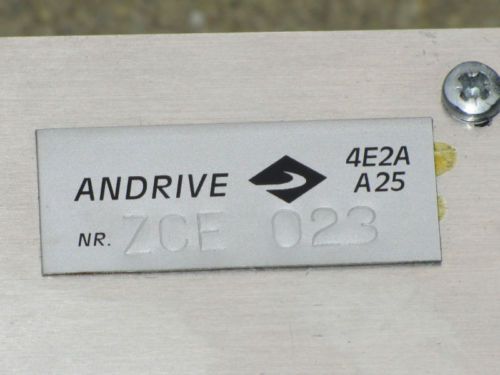 ANDRIVE 4E2A
A25
NR. ZCE 023